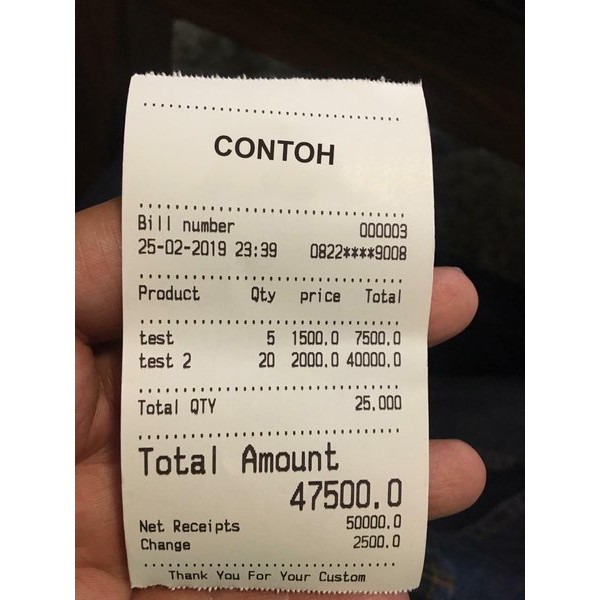 CONTOH
Bill number 000003
25-02-2019 23:39 0822****9008
Product Qty price Total
test 5 1500.0 7500.0
test 2 20 2000.0 40000.0
Total QTY 25.000
Total Amount
47500.0
Net Receipts 50000.0
Change 2500.0
Thank You For Your Custom